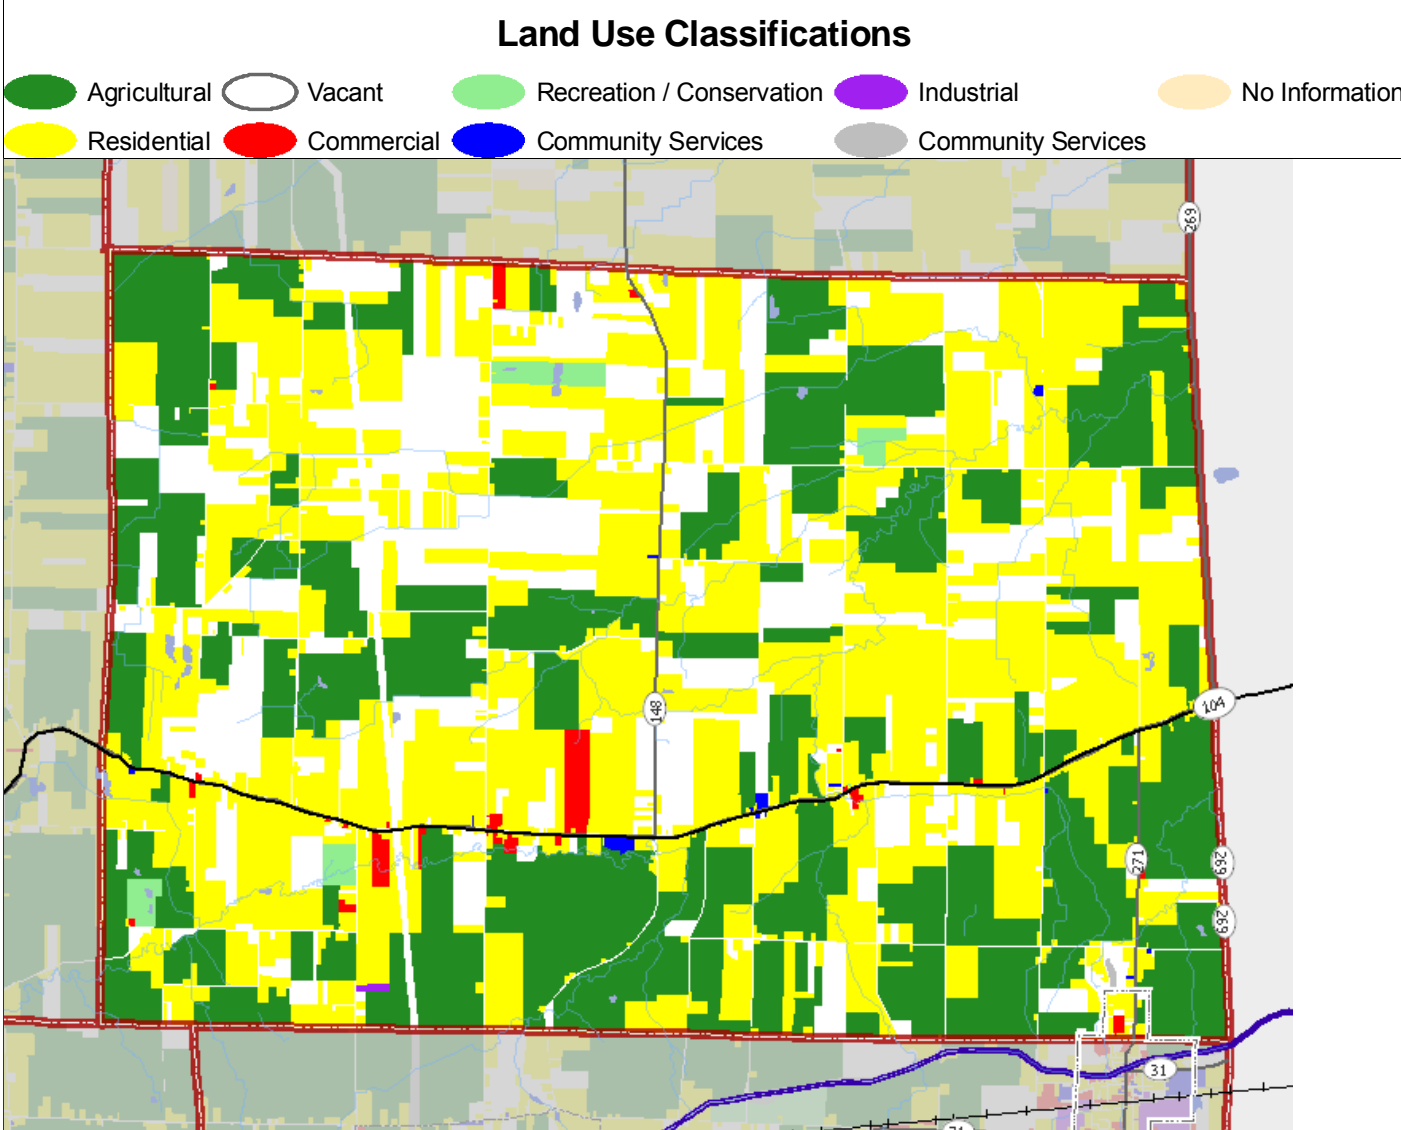 Land Use Classifications
Agricultural Vacant Recreation / Conservation Industrial No Information
Residential Commercial Community Services Community Services
269
148
104
271
269
269
31